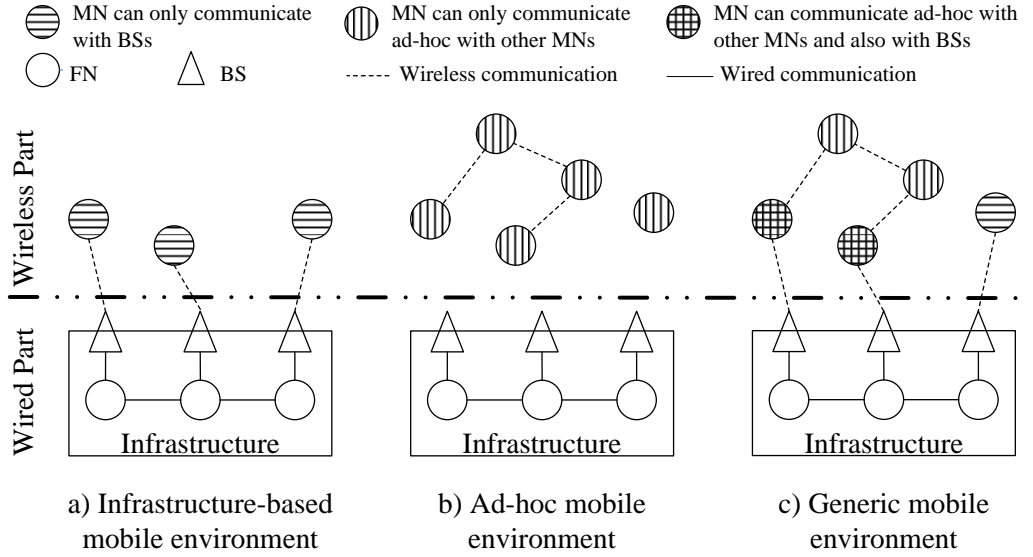 MN can only communicate
with BSs
MN can only communicate
ad-hoc with other MNs
MN can communicate ad-hoc with
other MNs and also with BSs
FN
BS
Wireless communication
Wired communication
Wireless Part
Wired Part
Infrastructure
Infrastructure
Infrastructure
a) Infrastructure-based
mobile environment
b) Ad-hoc mobile
environment
c) Generic mobile
environment